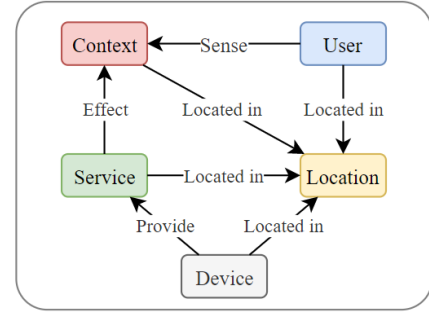 Context
Sense
User
Effect
Located in
Located in
Service
Located in
Location
Provide
Located in
Device